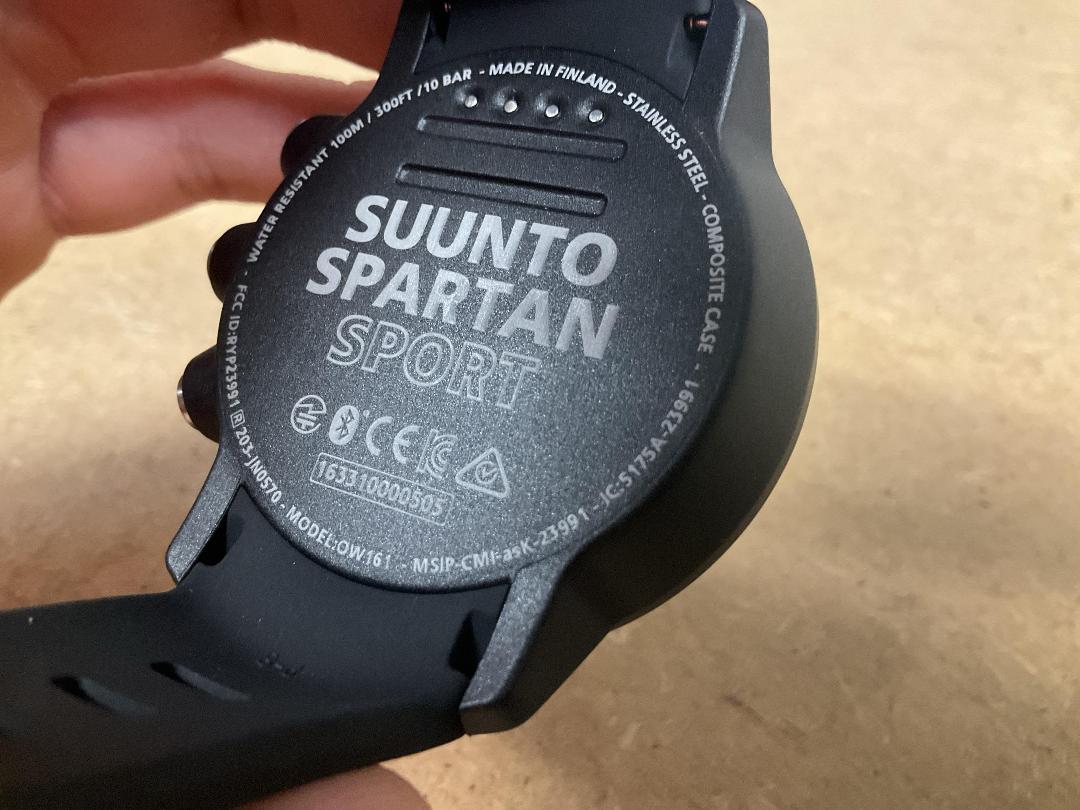 WATER RESISTANT 100M / 300FT / 10 BAR - MADE IN FINLAND - STAINLESS STEEL - COMPOSITE CASE -
SUUNTO
SPARTAN
SPORT
CE
163310000505
FCC ID:RYP23991 R 203-JN0570 - MODEL:OW161 - MSIP-CMI-asK-23991 - IC:5175A-23991 -